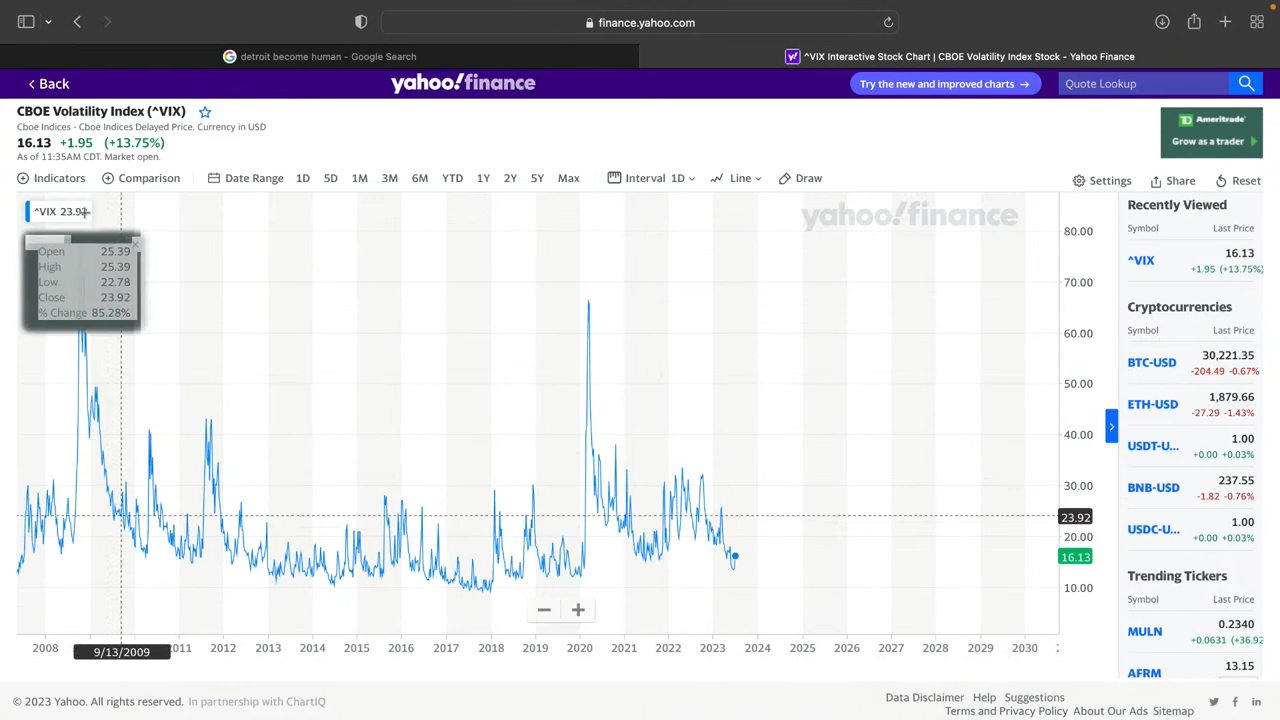 finance.yahoo.com
detroit become human - Google Search
^VIX Interactive Stock Chart | CBOE Volatility Index Stock - Yahoo Finance
Back
yahoo!finance
Try the new and improved charts →
Quote Lookup
CBOE Volatility Index (^VIX)
Cboe Indices - Cboe Indices Delayed Price. Currency in USD
16.13 +1.95 (+13.75%)
As of 11:35AM CDT. Market open.
TD Ameritrade
Grow as a trader
Indicators Comparison Date Range 1D 5D 1M 3M 6M YTD 1Y 2Y 5Y Max Interval 1D Line Draw Settings Share Reset
^VIX 23.92
Open 25.39
High 25.39
Low 22.78
Close 23.92
% Change 85.28%
yahoo!finance
80.00
70.00
60.00
50.00
40.00
30.00
23.92
20.00
16.13
10.00
2008 2011 2012 2013 2014 2015 2016 2017 2018 2019 2020 2021 2022 2023 2024 2025 2026 2027 2028 2029 2030
9/13/2009
Recently Viewed
Symbol Last Price
^VIX 16.13
+1.95 (+13.75%)
Cryptocurrencies
Symbol Last Price
BTC-USD 30,221.35
-204.49 -0.67%
ETH-USD 1,879.66
-27.29 -1.43%
USDT-U... 1.00
+0.00 +0.03%
BNB-USD 237.55
-1.82 -0.76%
USDC-U... 1.00
+0.00 +0.03%
Trending Tickers
Symbol Last Price
MULN 0.2340
+0.0631 (+36.92
AFRM 13.15
© 2023 Yahoo. All rights reserved. In partnership with ChartIQ
Data Disclaimer Help Suggestions
Terms and Privacy Policy About Our Ads Sitemap